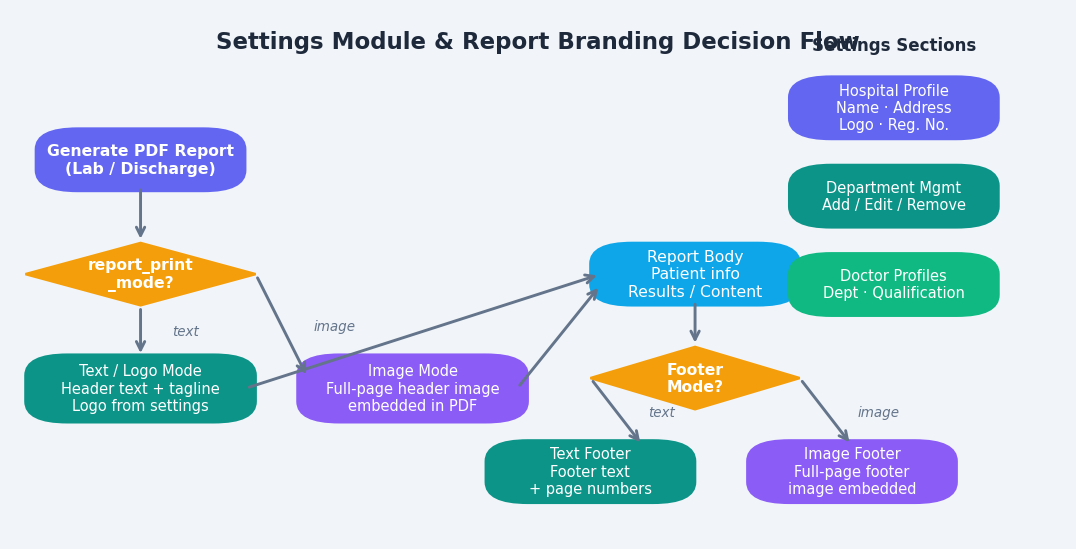 Settings Module & Report Branding Decision Flow
Settings Sections
Hospital Profile
Name · Address
Logo · Reg. No.
Generate PDF Report
(Lab / Discharge)
Department Mgmt
Add / Edit / Remove
report_print
_mode?
Report Body
Patient info
Results / Content
Doctor Profiles
Dept · Qualification
text
image
Text / Logo Mode
Header text + tagline
Logo from settings
Image Mode
Full-page header image
embedded in PDF
Footer
Mode?
text
image
Text Footer
Footer text
+ page numbers
Image Footer
Full-page footer
image embedded